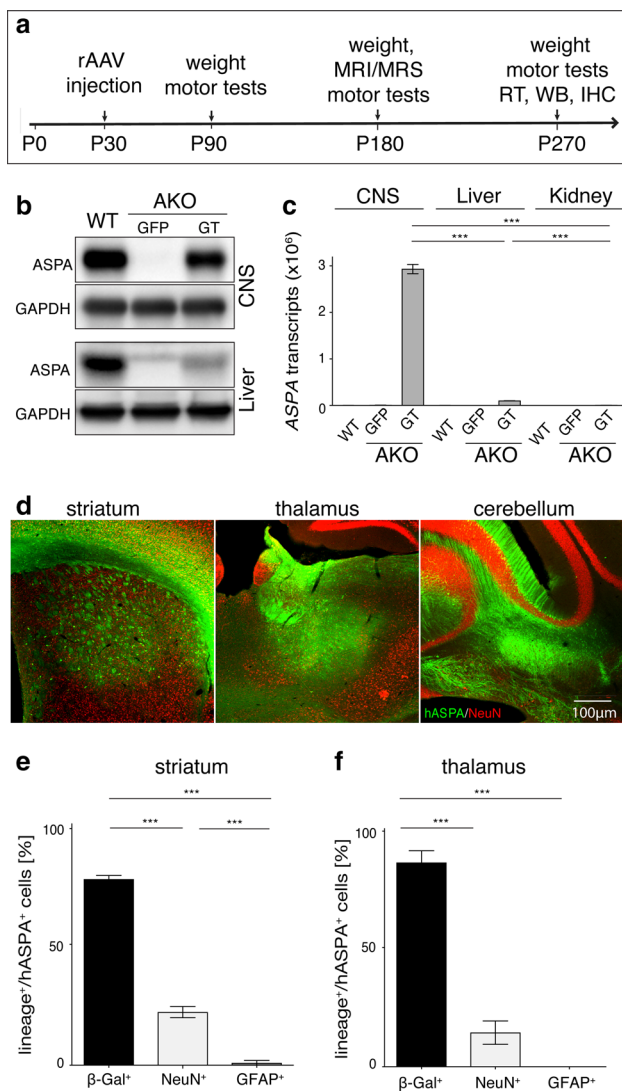 a
rAAV
injection
weight
motor tests
weight,
MRI/MRS
motor tests
weight
motor tests
RT, WB, IHC
P0 P30 P90 P180 P270
b
WT AKO
GFP GT
ASPA
GAPDH
CNS
ASPA
GAPDH
Liver
c
CNS Liver Kidney
***
*** ***
ASPA transcripts (x10⁶)
3
2
1
0
WT GFP GT WT GFP GT WT GFP GT
AKO AKO AKO
d
striatum thalamus cerebellum
hASPA/NeuN
100μm
e
striatum
***
*** ***
lineage⁺/hASPA⁺ cells [%]
100
50
0
β-Gal⁺ NeuN⁺ GFAP⁺
f
thalamus
***
***
lineage⁺/hASPA⁺ cells [%]
100
50
0
β-Gal⁺ NeuN⁺ GFAP⁺